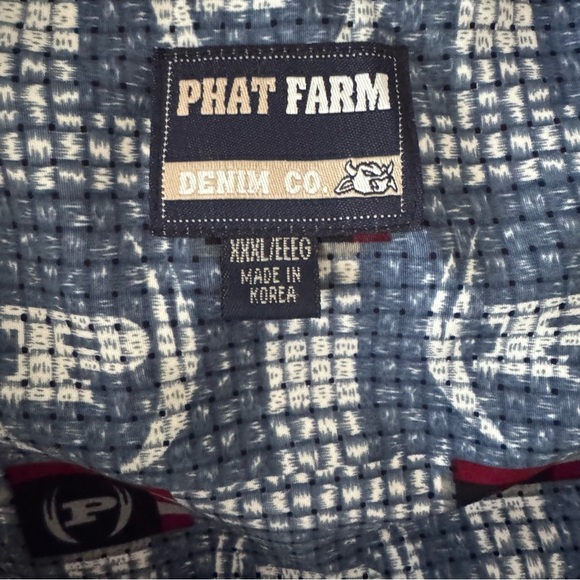 PHAT FARM
DENIM CO.
XXXL/EEEG
MADE IN
KOREA
P
P